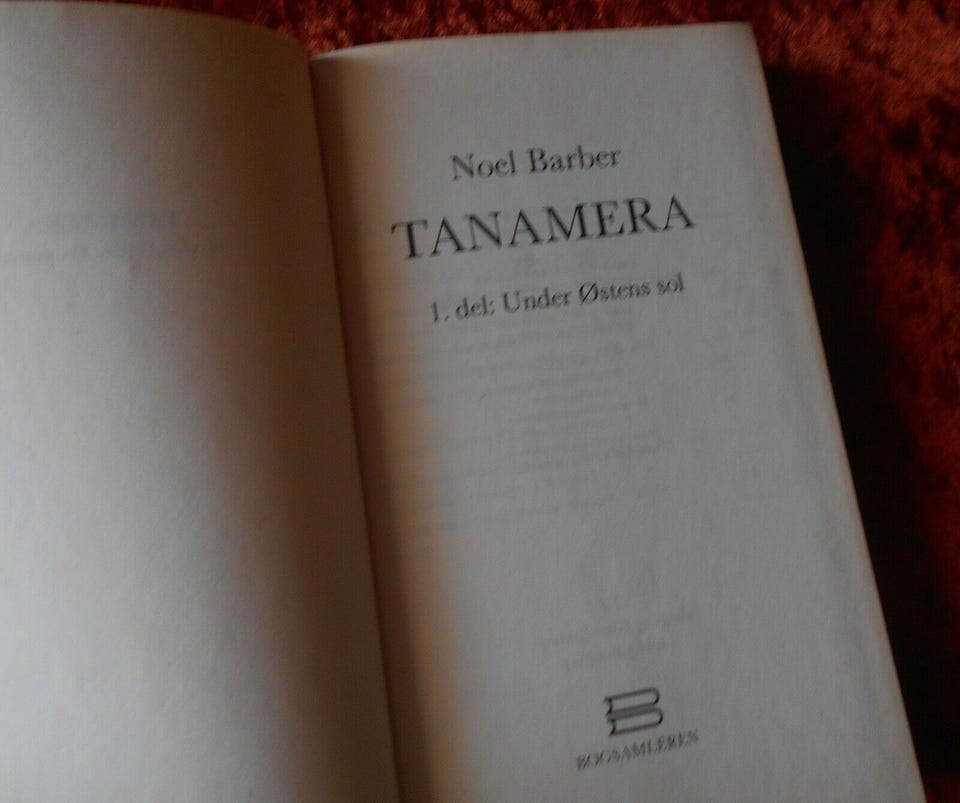 Noel Barber
TANAMERA
1. del: Under Østens sol
BOGSAMLEREN